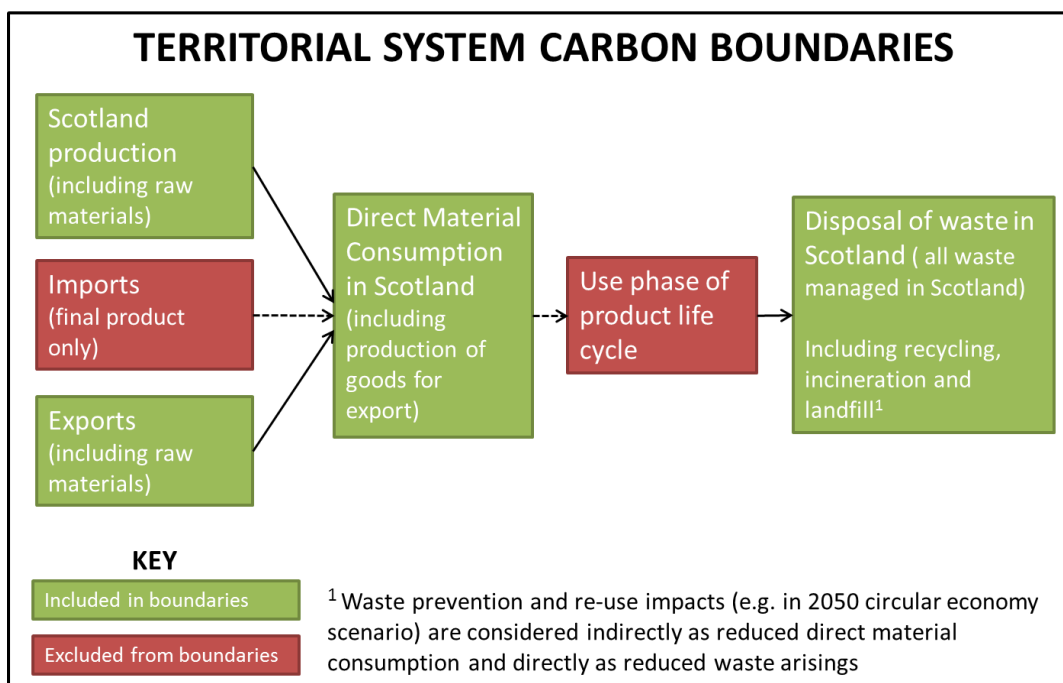 TERRITORIAL SYSTEM CARBON BOUNDARIES
Scotland
production
(including raw
materials)
Imports
(final product
only)
Exports
(including raw
materials)
Direct Material
Consumption
in Scotland
(including
production of
goods for
export)
Use phase of
product life
cycle
Disposal of waste in
Scotland ( all waste
managed in Scotland)
Including recycling,
incineration and
landfill¹
KEY
Included in boundaries
Excluded from boundaries
¹ Waste prevention and re-use impacts (e.g. in 2050 circular economy
scenario) are considered indirectly as reduced direct material
consumption and directly as reduced waste arisings